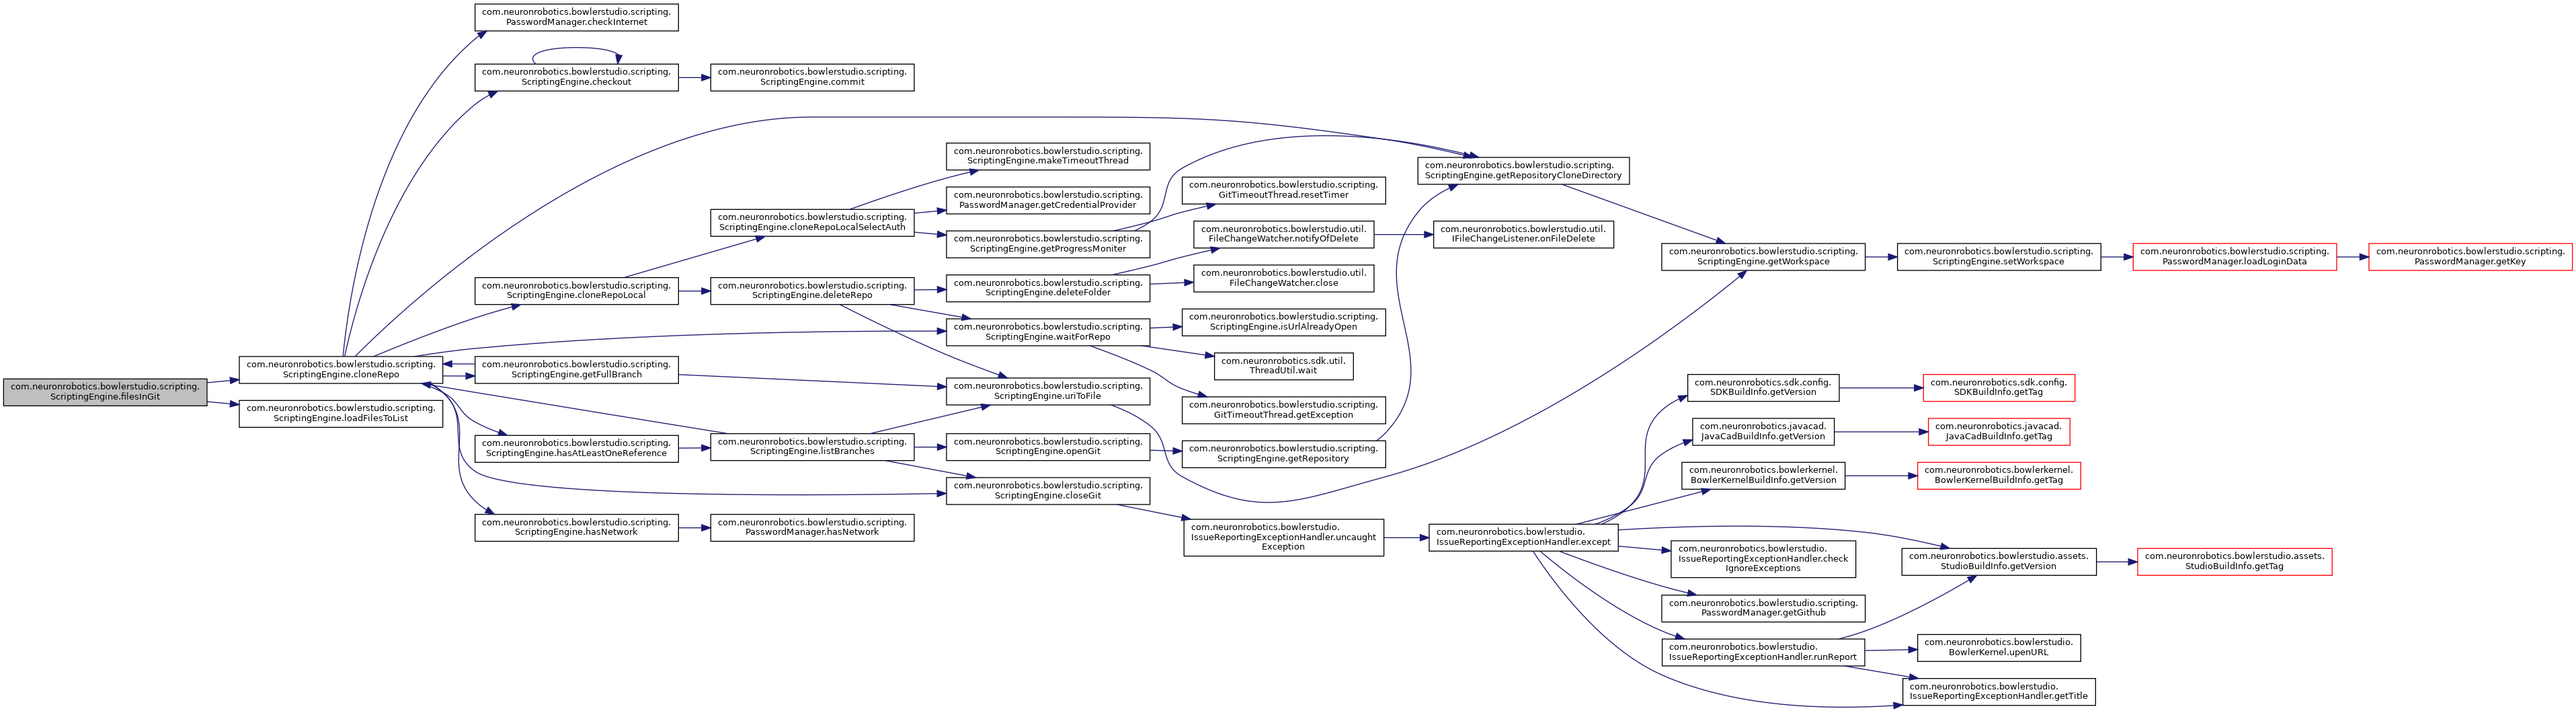 com.neuronrobotics.bowlerstudio.scripting.
ScriptingEngine.filesInGit
com.neuronrobotics.bowlerstudio.scripting.
ScriptingEngine.cloneRepo
com.neuronrobotics.bowlerstudio.scripting.
ScriptingEngine.loadFilesToList
com.neuronrobotics.bowlerstudio.scripting.
PasswordManager.checkInternet
com.neuronrobotics.bowlerstudio.scripting.
ScriptingEngine.checkout
com.neuronrobotics.bowlerstudio.scripting.
ScriptingEngine.cloneRepoLocal
com.neuronrobotics.bowlerstudio.scripting.
ScriptingEngine.getFullBranch
com.neuronrobotics.bowlerstudio.scripting.
ScriptingEngine.hasAtLeastOneReference
com.neuronrobotics.bowlerstudio.scripting.
ScriptingEngine.hasNetwork
com.neuronrobotics.bowlerstudio.scripting.
ScriptingEngine.commit
com.neuronrobotics.bowlerstudio.scripting.
ScriptingEngine.cloneRepoLocalSelectAuth
com.neuronrobotics.bowlerstudio.scripting.
ScriptingEngine.deleteRepo
com.neuronrobotics.bowlerstudio.scripting.
ScriptingEngine.listBranches
com.neuronrobotics.bowlerstudio.scripting.
PasswordManager.hasNetwork
com.neuronrobotics.bowlerstudio.scripting.
ScriptingEngine.makeTimeoutThread
com.neuronrobotics.bowlerstudio.scripting.
PasswordManager.getCredentialProvider
com.neuronrobotics.bowlerstudio.scripting.
ScriptingEngine.getProgressMoniter
com.neuronrobotics.bowlerstudio.scripting.
ScriptingEngine.deleteFolder
com.neuronrobotics.bowlerstudio.scripting.
ScriptingEngine.waitForRepo
com.neuronrobotics.bowlerstudio.scripting.
ScriptingEngine.uriToFile
com.neuronrobotics.bowlerstudio.scripting.
ScriptingEngine.openGit
com.neuronrobotics.bowlerstudio.scripting.
ScriptingEngine.closeGit
com.neuronrobotics.bowlerstudio.scripting.
GitTimeoutThread.resetTimer
com.neuronrobotics.bowlerstudio.util.
FileChangeWatcher.notifyOfDelete
com.neuronrobotics.bowlerstudio.util.
FileChangeWatcher.close
com.neuronrobotics.bowlerstudio.scripting.
ScriptingEngine.isUrlAlreadyOpen
com.neuronrobotics.sdk.util.
ThreadUtil.wait
com.neuronrobotics.bowlerstudio.scripting.
GitTimeoutThread.getException
com.neuronrobotics.bowlerstudio.scripting.
ScriptingEngine.getRepository
com.neuronrobotics.bowlerstudio.
IssueReportingExceptionHandler.uncaught
Exception
com.neuronrobotics.bowlerstudio.scripting.
ScriptingEngine.getRepositoryCloneDirectory
com.neuronrobotics.bowlerstudio.util.
IFileChangeListener.onFileDelete
com.neuronrobotics.bowlerstudio.
IssueReportingExceptionHandler.except
com.neuronrobotics.bowlerstudio.scripting.
ScriptingEngine.getWorkspace
com.neuronrobotics.sdk.config.
SDKBuildInfo.getVersion
com.neuronrobotics.javacad.
JavaCadBuildInfo.getVersion
com.neuronrobotics.bowlerkernel.
BowlerKernelBuildInfo.getVersion
com.neuronrobotics.bowlerstudio.
IssueReportingExceptionHandler.check
IgnoreExceptions
com.neuronrobotics.bowlerstudio.scripting.
PasswordManager.getGithub
com.neuronrobotics.bowlerstudio.
IssueReportingExceptionHandler.runReport
com.neuronrobotics.bowlerstudio.scripting.
ScriptingEngine.setWorkspace
com.neuronrobotics.sdk.config.
SDKBuildInfo.getTag
com.neuronrobotics.javacad.
JavaCadBuildInfo.getTag
com.neuronrobotics.bowlerkernel.
BowlerKernelBuildInfo.getTag
com.neuronrobotics.bowlerstudio.assets.
StudioBuildInfo.getVersion
com.neuronrobotics.bowlerstudio.
BowlerKernel.upenURL
com.neuronrobotics.bowlerstudio.
IssueReportingExceptionHandler.getTitle
com.neuronrobotics.bowlerstudio.scripting.
PasswordManager.loadLoginData
com.neuronrobotics.bowlerstudio.assets.
StudioBuildInfo.getTag
com.neuronrobotics.bowlerstudio.scripting.
PasswordManager.getKey